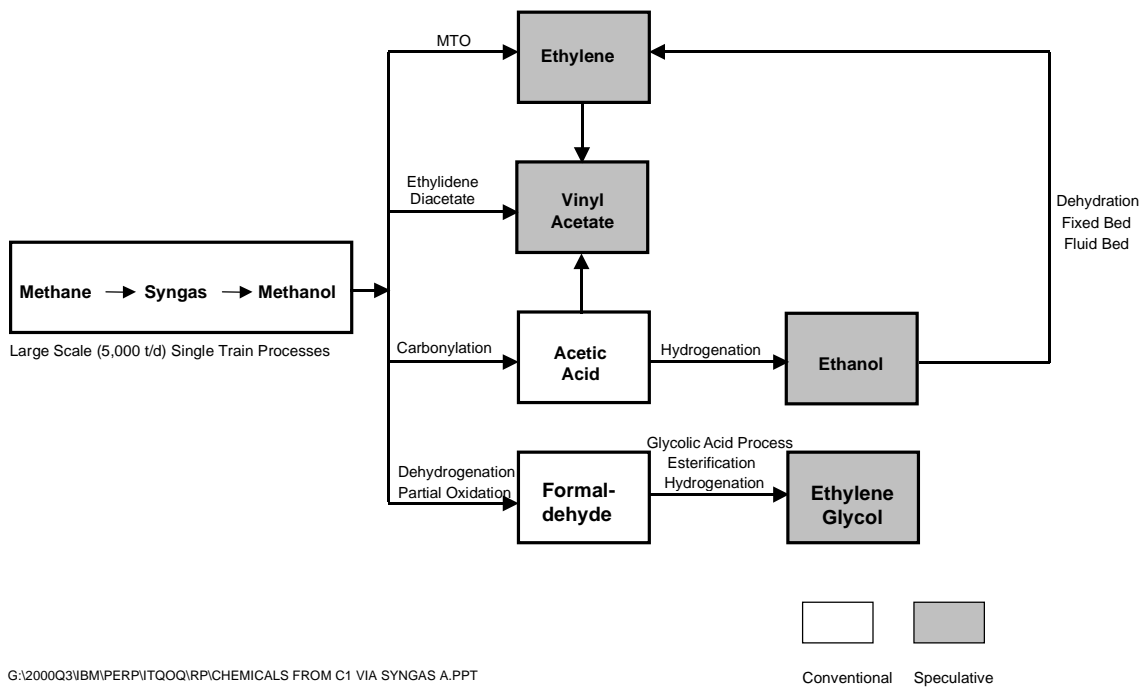 MTO
Ethylene
Ethylidene
Diacetate
Vinyl
Acetate
Dehydration
Fixed Bed
Fluid Bed
Methane Syngas Methanol
Large Scale (5,000 t/d) Single Train Processes
Carbonylation
Acetic
Acid
Hydrogenation
Ethanol
Dehydrogenation
Partial Oxidation
Formal-
dehyde
Glycolic Acid Process
Esterification
Hydrogenation
Ethylene
Glycol
Conventional
Speculative
G:\2000Q3\IBM\PERP\ITQOQ\RP\CHEMICALS FROM C1 VIA SYNGAS A.PPT